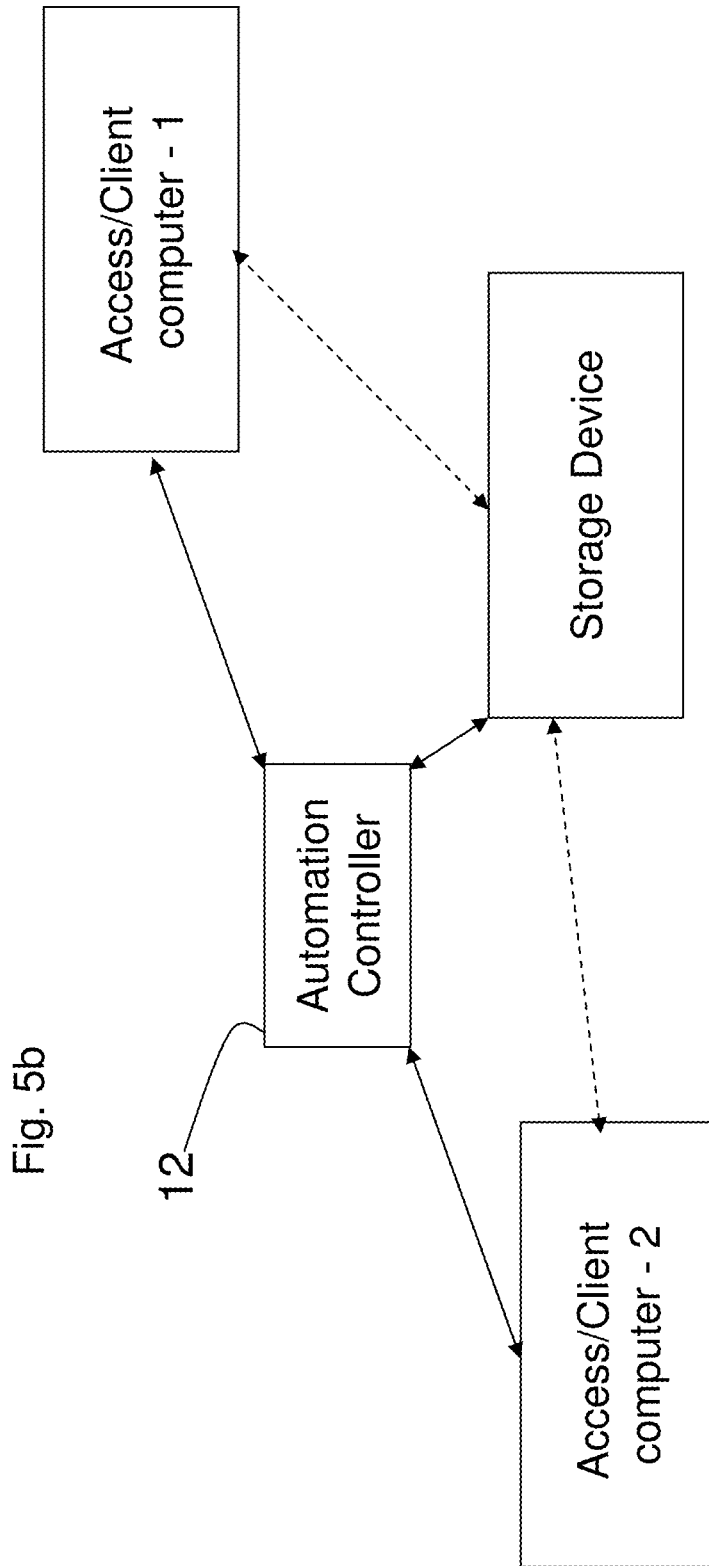 Fig. 5b
12
Automation
Controller
Access/Client
computer - 1
Access/Client
computer - 2
Storage Device